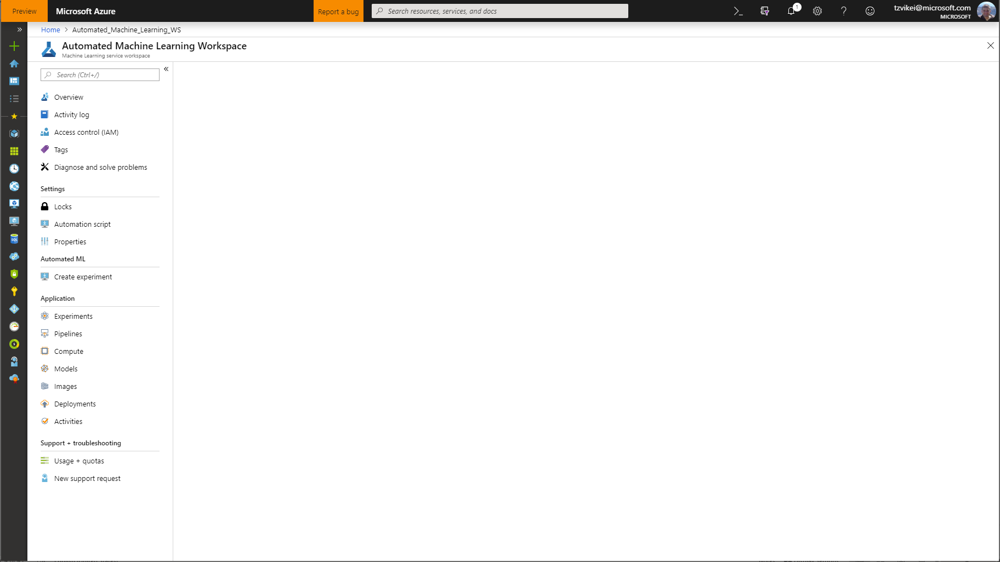 Preview
Microsoft Azure
Report a bug
Search resources, services, and docs
1
tzvikei@microsoft.com
MICROSOFT
Home > Automated_Machine_Learning_WS
Automated Machine Learning Workspace
Machine Learning service workspace
Search (Ctrl+/)
Overview
Activity log
Access control (IAM)
Tags
Diagnose and solve problems
Settings
Locks
Automation script
Properties
Automated ML
Create experiment
Application
Experiments
Pipelines
Compute
Models
Images
Deployments
Activities
Support + troubleshooting
Usage + quotas
New support request
SQL